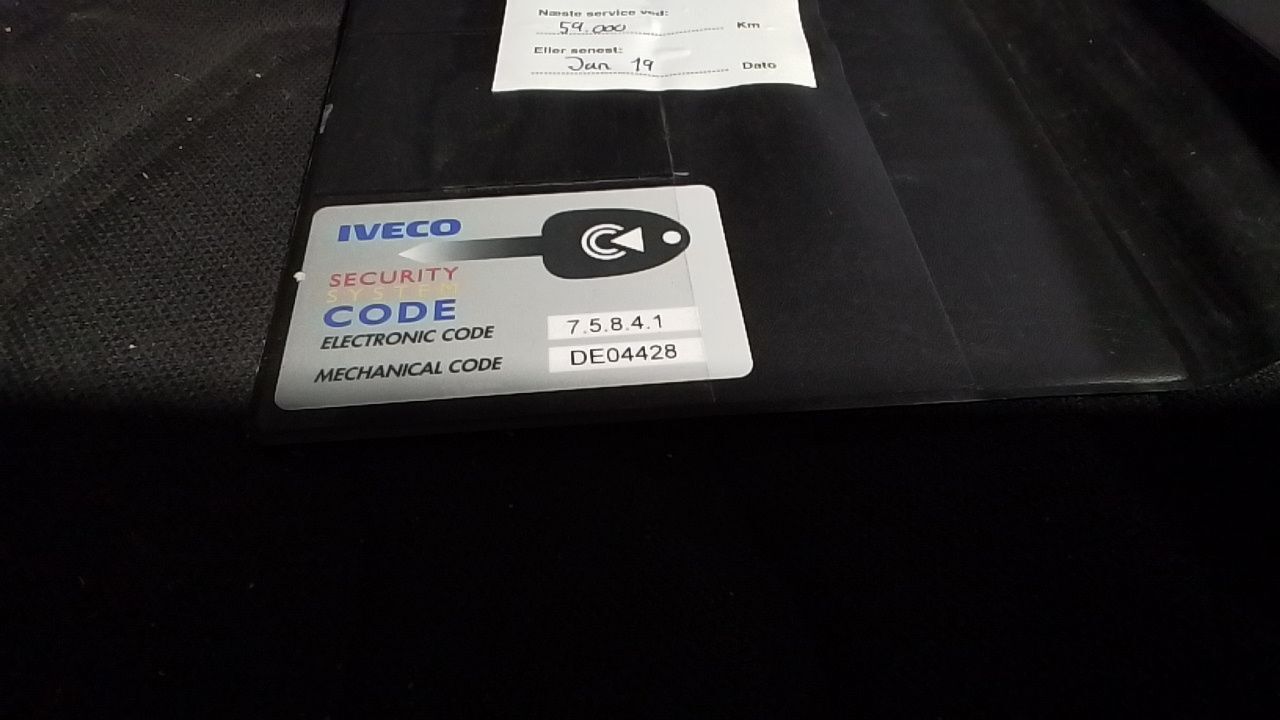 Næste service ved:
59.000 Km
Eller senest:
Jan 19 Dato
IVECO
SECURITY
SYSTEM
CODE
ELECTRONIC CODE 7.5.8.4.1
MECHANICAL CODE DE04428